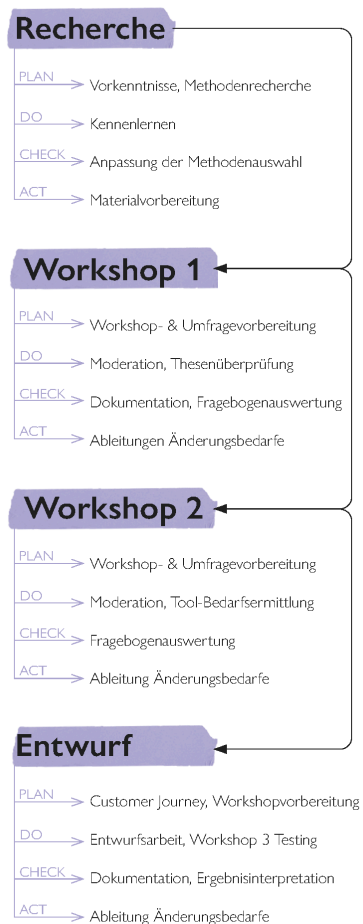 Recherche
PLAN
Vorkenntnisse, Methodenrecherche
DO
Kennenlernen
CHECK
Anpassung der Methodenauswahl
ACT
Materialvorbereitung
Workshop 1
PLAN
Workshop- & Umfragevorbereitung
DO
Moderation, Thesenüberprüfung
CHECK
Dokumentation, Fragebogenauswertung
ACT
Ableitungen Änderungsbedarfe
Workshop 2
PLAN
Workshop- & Umfragevorbereitung
DO
Moderation, Tool-Bedarfsermittlung
CHECK
Fragebogenauswertung
ACT
Ableitung Änderungsbedarfe
Entwurf
PLAN
Customer Journey, Workshopvorbereitung
DO
Entwurfsarbeit, Workshop 3 Testing
CHECK
Dokumentation, Ergebnisinterpretation
ACT
Ableitung Änderungsbedarfe